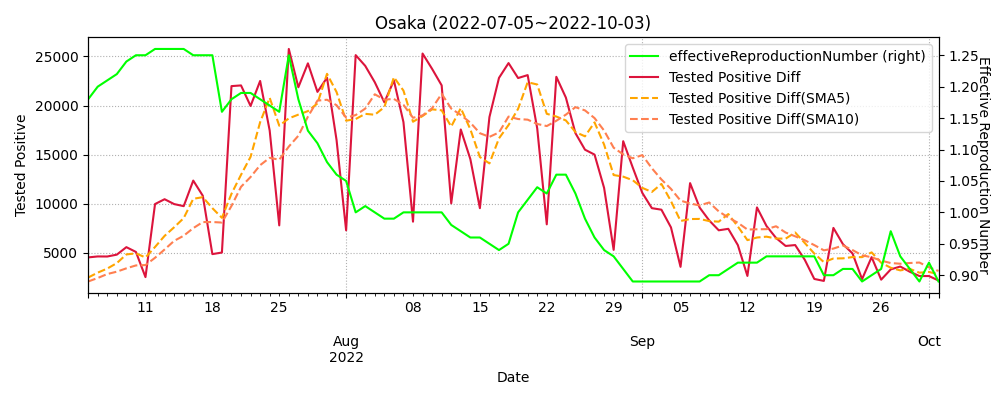 Osaka (2022-07-05~2022-10-03)
effectiveReproductionNumber (right)
Tested Positive Diff
Tested Positive Diff(SMA5)
Tested Positive Diff(SMA10)
Tested Positive
25000
20000
15000
10000
5000
1.25
1.20
1.15
1.10
1.05
1.00
0.95
0.90
Effective Reproduction Number
11 18 25 08 15 22 29 05 12 19 26
Aug Sep Oct
2022
Date